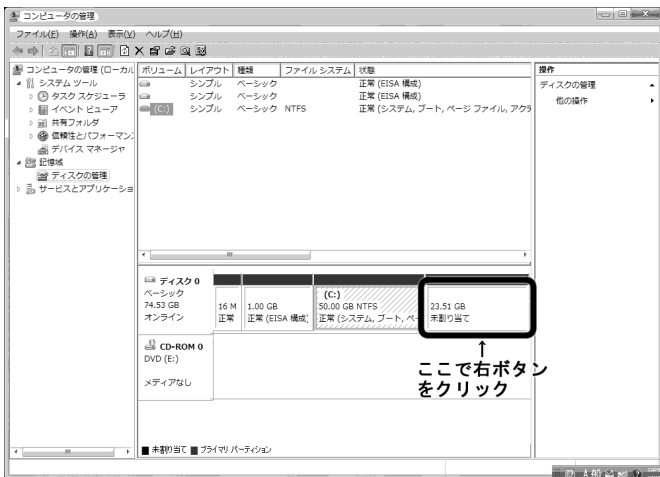 コンピュータの管理
ファイル(F) 操作(A) 表示(V) ヘルプ(H)
コンピュータの管理 (ローカル
システム ツール
タスク スケジューラ
イベント ビューア
共有フォルダ
信頼性とパフォーマン
デバイス マネージャ
記憶域
ディスクの管理
サービスとアプリケーショ
ボリューム レイアウト 種類 ファイル システム 状態
シンプル ベーシック 正常 (EISA 構成)
シンプル ベーシック 正常 (EISA 構成)
(C:) シンプル ベーシック NTFS 正常 (システム, ブート, ページ ファイル, アクラ
操作
ディスクの管理
他の操作
ディスク 0
ベーシック
74.53 GB
オンライン
16 M
正常
1.00 GB
正常 (EISA 構成)
(C:)
50.00 GB NTFS
正常 (システム, ブート, ペー
23.51 GB
未割り当て
CD-ROM 0
DVD (E:)
メディアなし
↑
ここで右ボタン
をクリック
未割り当て プライマリ パーティション